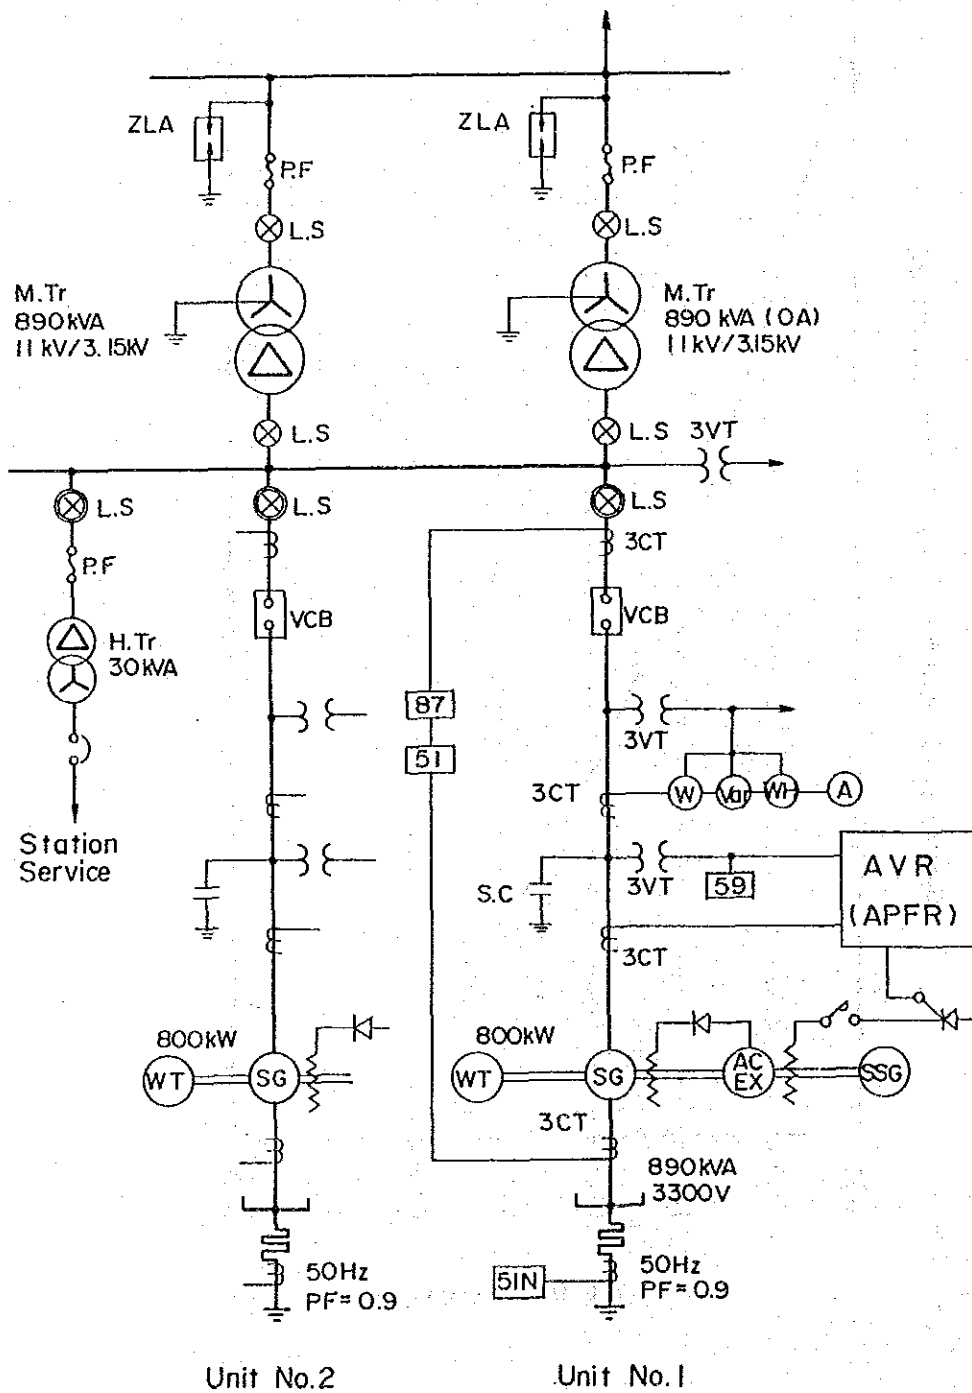 ZLA
ZLA
P.F
P.F
L.S
L.S
M.Tr
890kVA
11kV/3.15kV
M.Tr
890kVA (OA)
11kV/3.15kV
L.S
L.S
3VT
L.S
L.S
L.S
3CT
P.F
VCB
VCB
H.Tr
30kVA
87
51
3VT
W
Var
WH
A
3CT
Station
Service
S.C
3VT
59
AVR
(APFR)
3CT
800kW
WT
SG
800kW
WT
SG
AC
EX
SSG
3CT
890kVA
3300V
50Hz
PF=0.9
51N
50Hz
PF=0.9
Unit No.2
Unit No.1